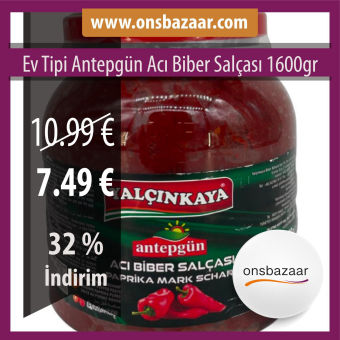 www.onsbazaar.com
Ev Tipi Antepgün Acı Biber Salçası 1600gr
10.99 €
7.49 €
32 %
İndirim
YALÇINKAYA
antepgün
ACI BİBER SALÇASI
PAPRIKA MARK SCHARF
onsbazaar